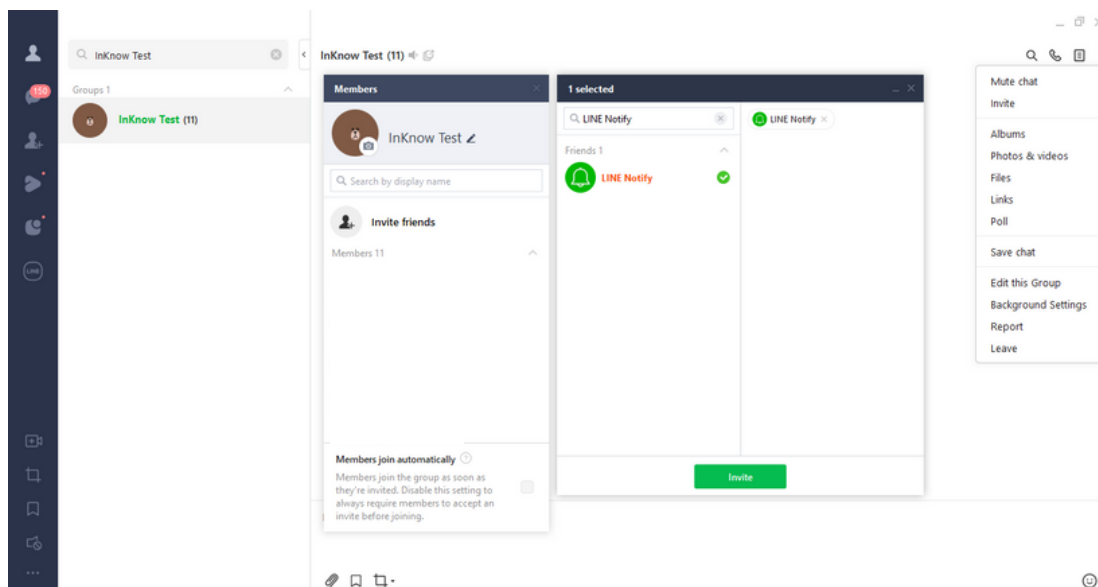 150
LINE
InKnow Test
Groups 1
InKnow Test (11)
InKnow Test (11)
Members
InKnow Test
Search by display name
Invite friends
Members 11
Members join automatically ?
Members join the group as soon as
they're invited. Disable this setting to
always require members to accept an
invite before joining.
1 selected
LINE Notify
Friends 1
LINE Notify
LINE Notify
Invite
Mute chat
Invite
Albums
Photos & videos
Files
Links
Poll
Save chat
Edit this Group
Background Settings
Report
Leave